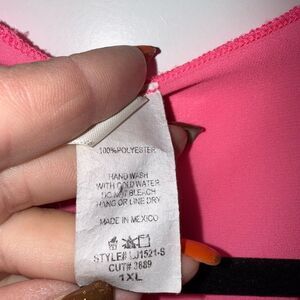 100% POLYESTER
HAND WASH
WITH COLD WATER
DO NOT BLEACH
HANG OR LINE DRY
MADE IN MEXICO
STYLE# LJ1521-S
CUT# 3689
1XL